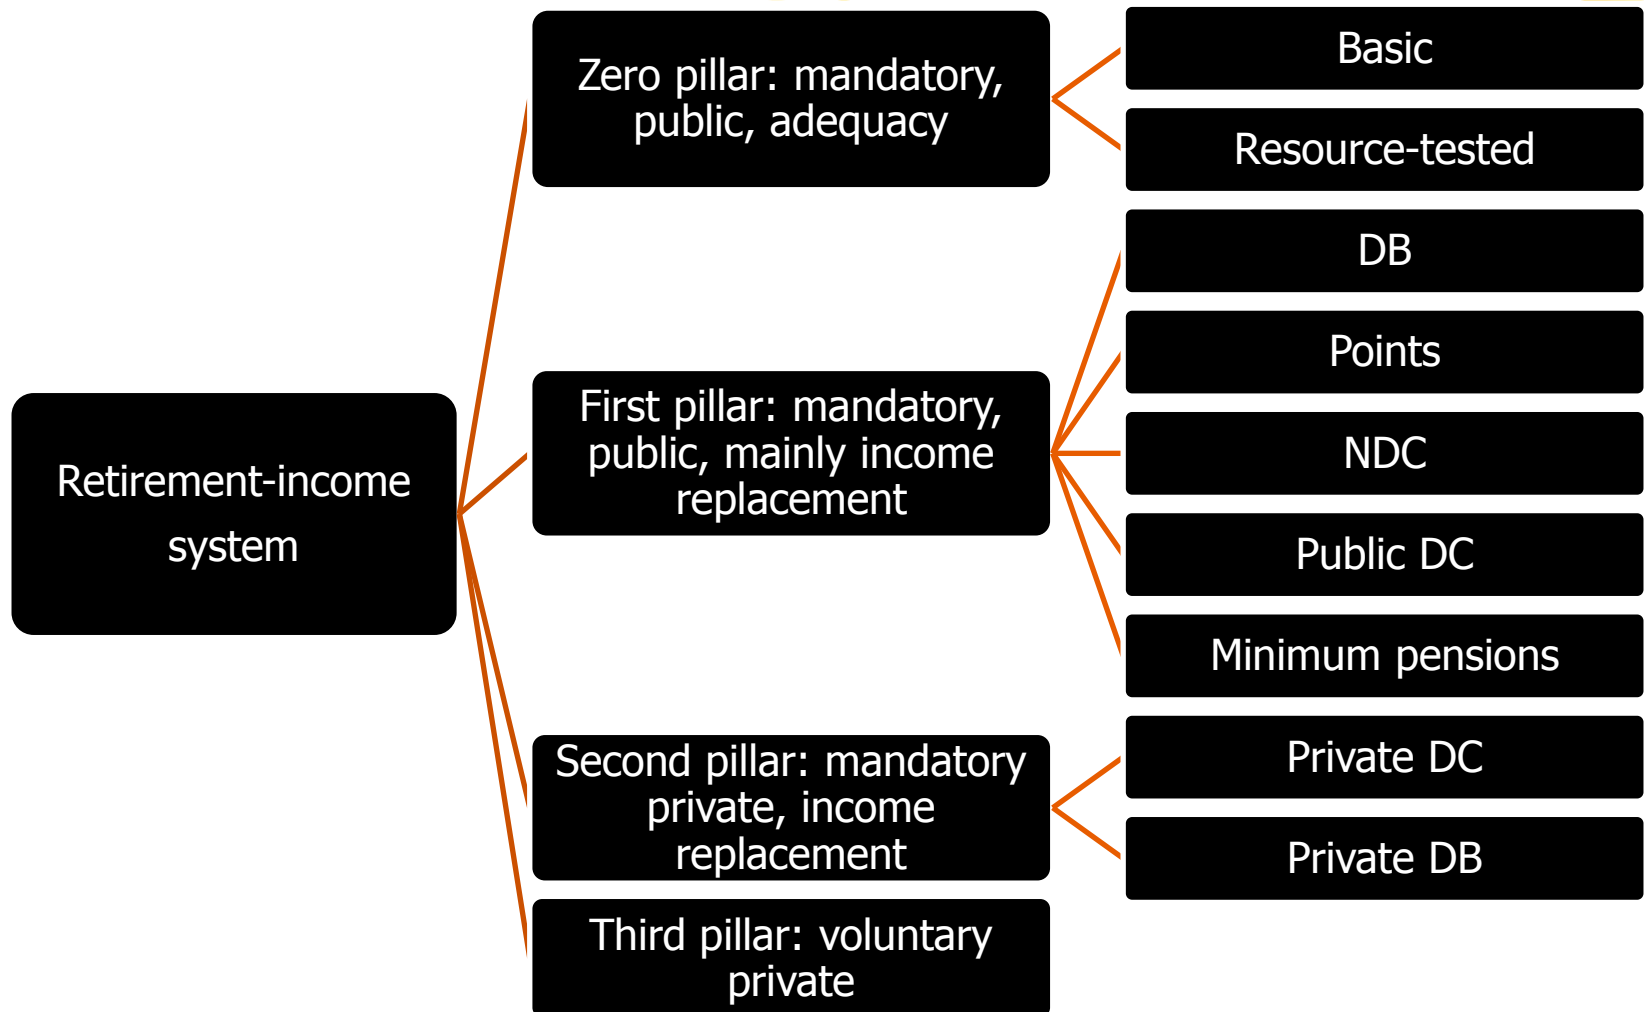 Retirement-income
system
Zero pillar: mandatory,
public, adequacy
Basic
Resource-tested
First pillar: mandatory,
public, mainly income
replacement
DB
Points
NDC
Public DC
Minimum pensions
Second pillar: mandatory
private, income
replacement
Private DC
Private DB
Third pillar: voluntary
private